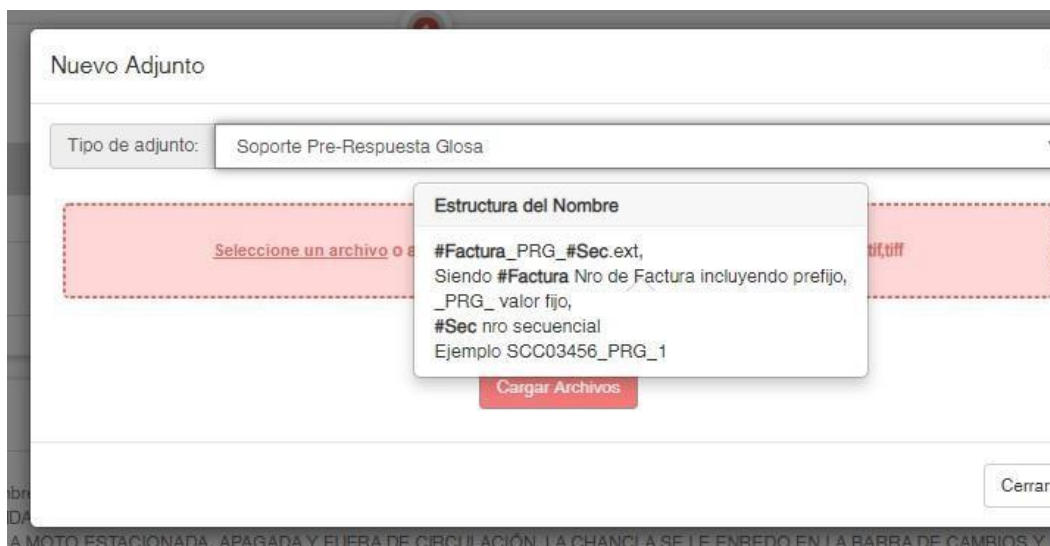 Nuevo Adjunto
Tipo de adjunto: Soporte Pre-Respuesta Glosa
Estructura del Nombre
Seleccione un archivo o tif,tiff
#Factura_PRG_#Sec.ext,
Siendo #Factura Nro de Factura incluyendo prefijo,
_PRG_ valor fijo,
#Sec nro secuencial
Ejemplo SCC03456_PRG_1
Cargar Archivos
Cerrar
A MOTO ESTACIONADA, APAGADA Y FUERA DE CIRCULACIÓN, LA CHANCLA SE LE ENREDO EN LA BARRA DE CAMBIOS Y